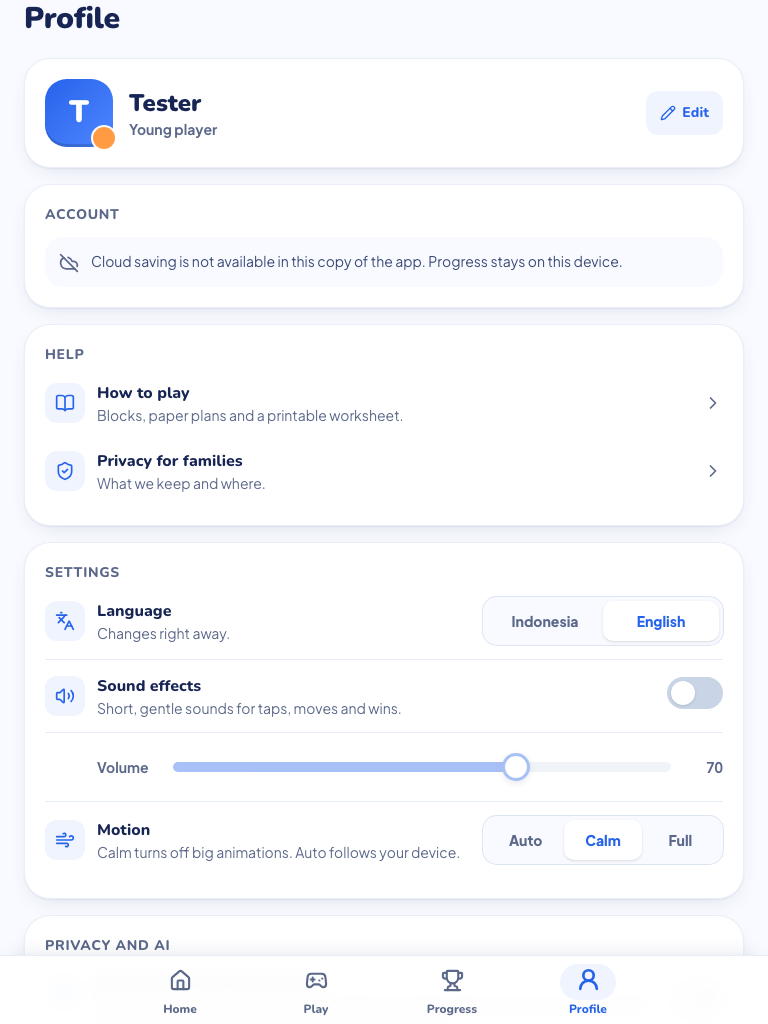 Profile
T
Tester
Young player
Edit
ACCOUNT
Cloud saving is not available in this copy of the app. Progress stays on this device.
HELP
How to play
Blocks, paper plans and a printable worksheet.
Privacy for families
What we keep and where.
SETTINGS
Language
Changes right away.
Indonesia
English
Sound effects
Short, gentle sounds for taps, moves and wins.
Volume
70
Motion
Calm turns off big animations. Auto follows your device.
Auto
Calm
Full
PRIVACY AND AI
Home
Play
Progress
Profile